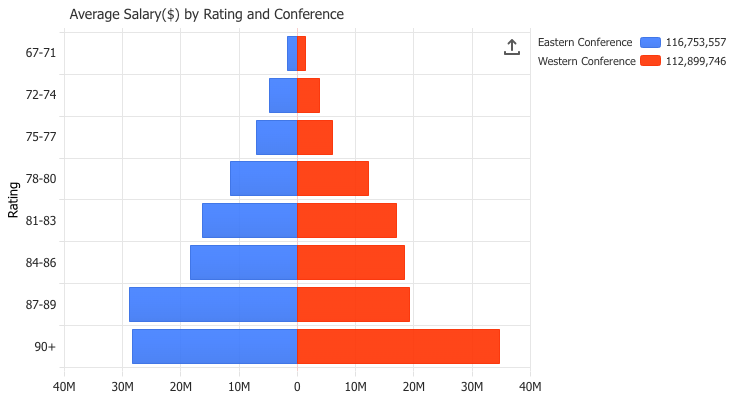 Average Salary($) by Rating and Conference
Eastern Conference 116,753,557
Western Conference 112,899,746
Rating
67-71
72-74
75-77
78-80
81-83
84-86
87-89
90+
40M 30M 20M 10M 0 10M 20M 30M 40M